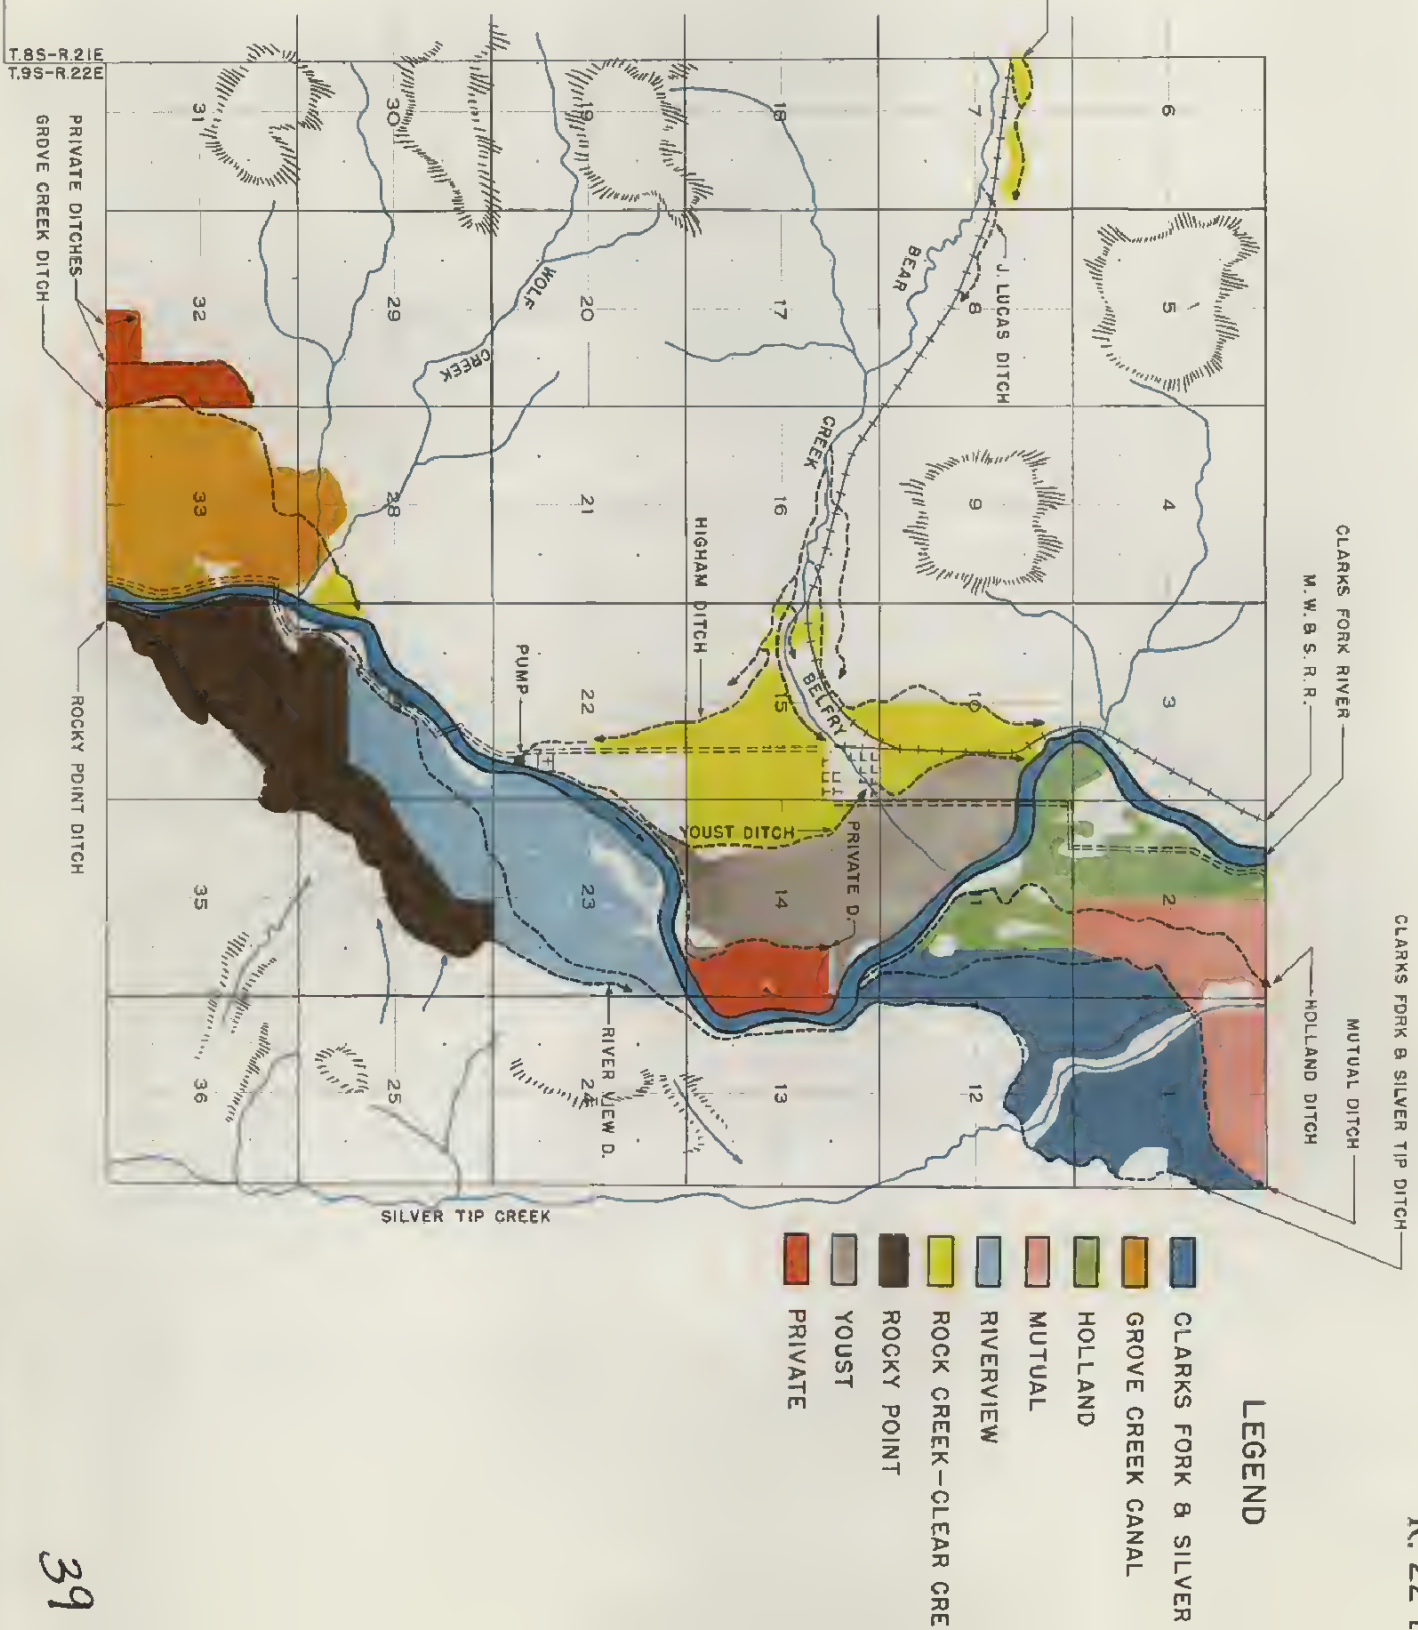 R. 22 E
CLARKS FORK & SILVER TIP DITCH
MUTUAL DITCH
HOLLAND DITCH
CLARKS FORK RIVER
M.W.&S.R.R.
6
5
4
3
2
1
7
8
9
10
11
12
18
17
16
15
14
13
19
20
21
22
23
24
30
29
28
25
31
32
33
35
36
J. LUCAS DITCH
BEAR
CREEK
BELFRY
PRIVATE D.
YOUST DITCH
HIGHAM DITCH
PUMP
WOLF
CREEK
RIVER VIEW D.
SILVER TIP CREEK
T.8S-R.21E
T.9S-R.22E
PRIVATE DITCHES
GROVE CREEK DITCH
ROCKY POINT DITCH
LEGEND
CLARKS FORK & SILVER
GROVE CREEK CANAL
HOLLAND
MUTUAL
RIVERVIEW
ROCK CREEK-CLEAR CRE
ROCKY POINT
YOUST
PRIVATE
39